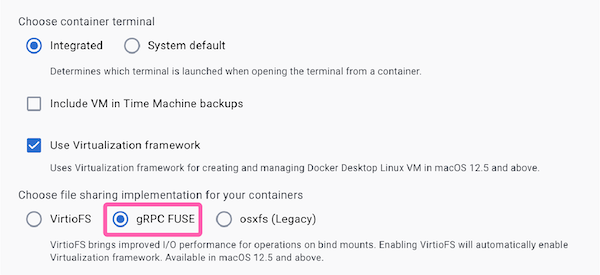 Choose container terminal
Integrated System default
Determines which terminal is launched when opening the terminal from a container.
Include VM in Time Machine backups
Use Virtualization framework
Uses Virtualization framework for creating and managing Docker Desktop Linux VM in macOS 12.5 and above.
Choose file sharing implementation for your containers
VirtioFS gRPC FUSE osxfs (Legacy)
VirtioFS brings improved I/O performance for operations on bind mounts. Enabling VirtioFS will automatically enable
Virtualization framework. Available in macOS 12.5 and above.